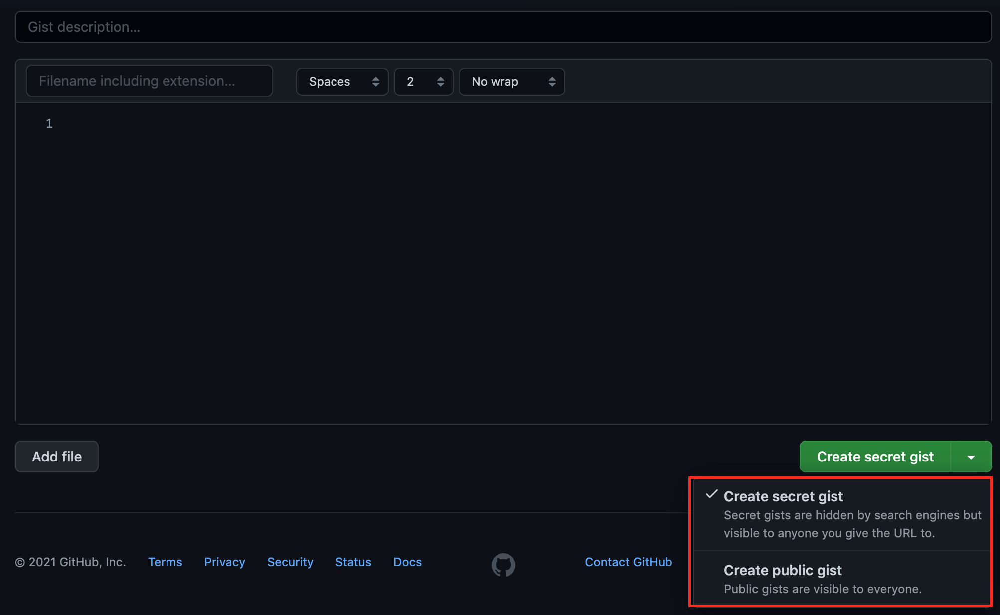 Gist description...
Filename including extension...
Spaces
2
No wrap
1
Add file
Create secret gist
Create secret gist
Secret gists are hidden by search engines but
visible to anyone you give the URL to.
Create public gist
Public gists are visible to everyone.
© 2021 GitHub, Inc.
Terms
Privacy
Security
Status
Docs
Contact GitHub